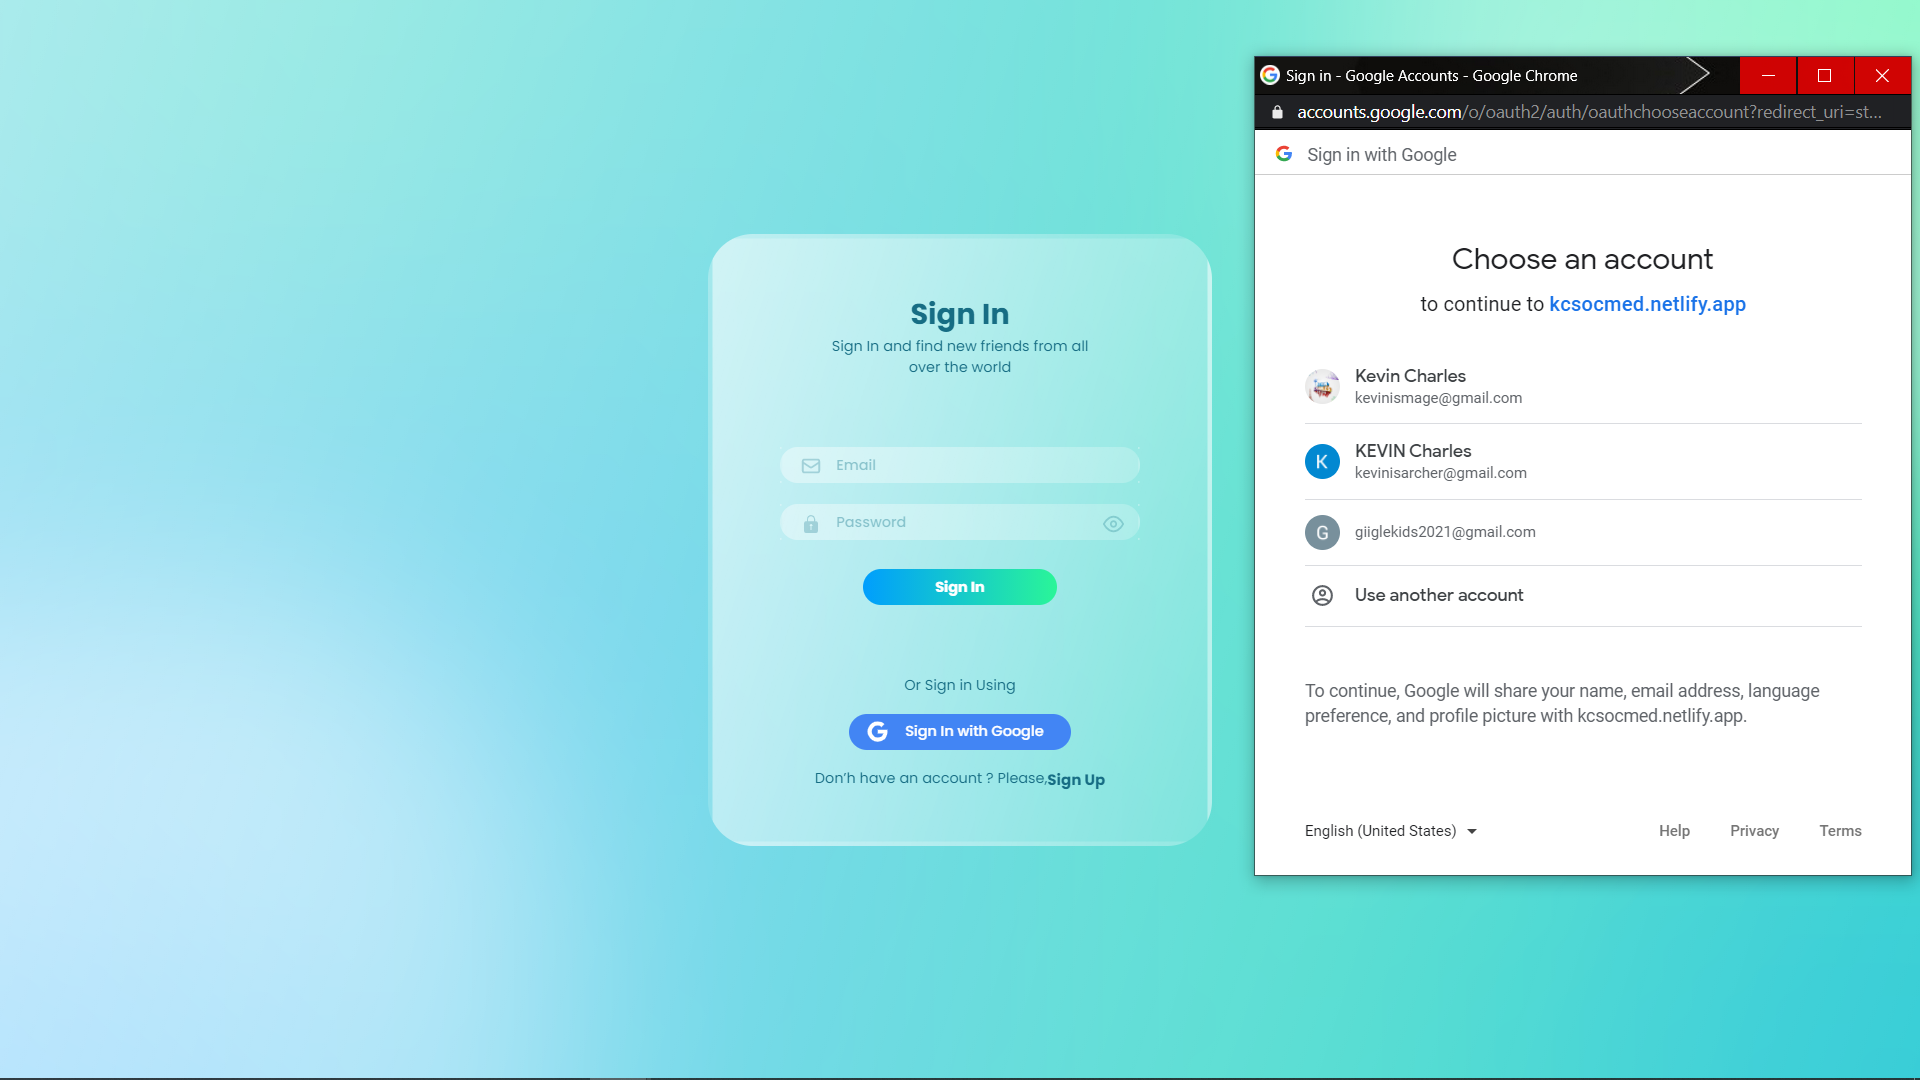 Sign In
Sign In and find new friends from all
over the world
Email
Password
Sign In
Or Sign in Using
Sign In with Google
Don'h have an account ? Please,Sign Up
Sign in - Google Accounts - Google Chrome
accounts.google.com/o/oauth2/auth/oauthchooseaccount?redirect_uri=st...
Sign in with Google
Choose an account
to continue to kcsocmed.netlify.app
Kevin Charles
kevinismage@gmail.com
K
KEVIN Charles
kevinisarcher@gmail.com
G
giiglekids2021@gmail.com
Use another account
To continue, Google will share your name, email address, language
preference, and profile picture with kcsocmed.netlify.app.
English (United States)
Help Privacy Terms